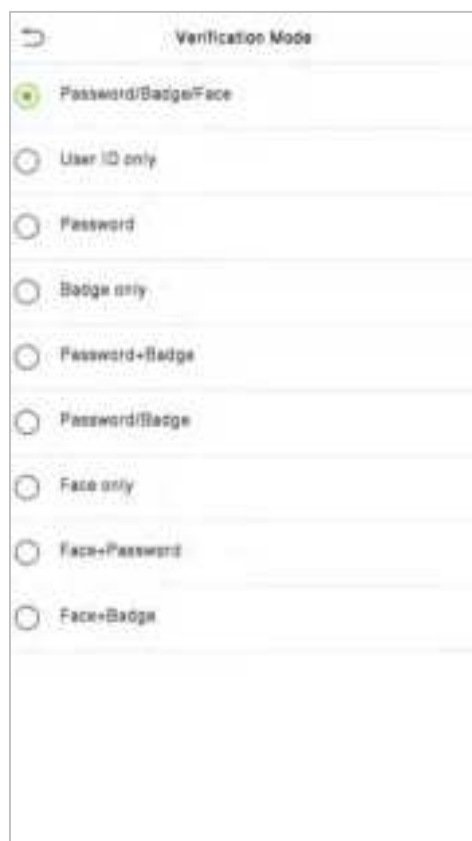 Verification Mode
Password/Badge/Face
User ID only
Password
Badge only
Password+Badge
Password/Badge
Face only
Face+Password
Face+Badge